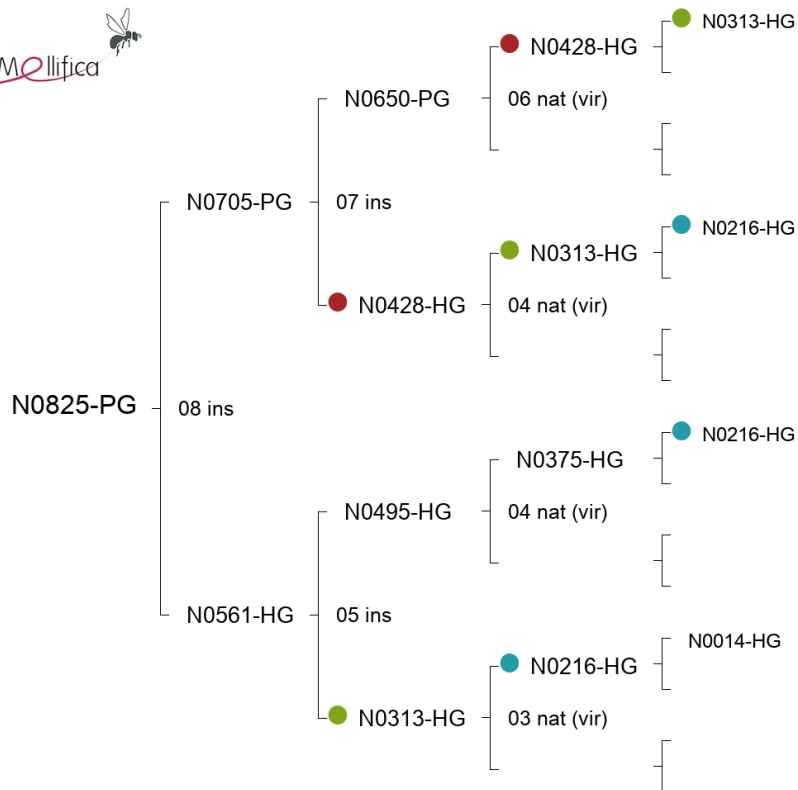 Mellifica
N0313-HG
N0428-HG
N0650-PG
06 nat (vir)
N0705-PG
07 ins
N0216-HG
N0313-HG
N0428-HG
04 nat (vir)
N0825-PG
08 ins
N0216-HG
N0375-HG
N0495-HG
04 nat (vir)
N0561-HG
05 ins
N0014-HG
N0216-HG
N0313-HG
03 nat (vir)